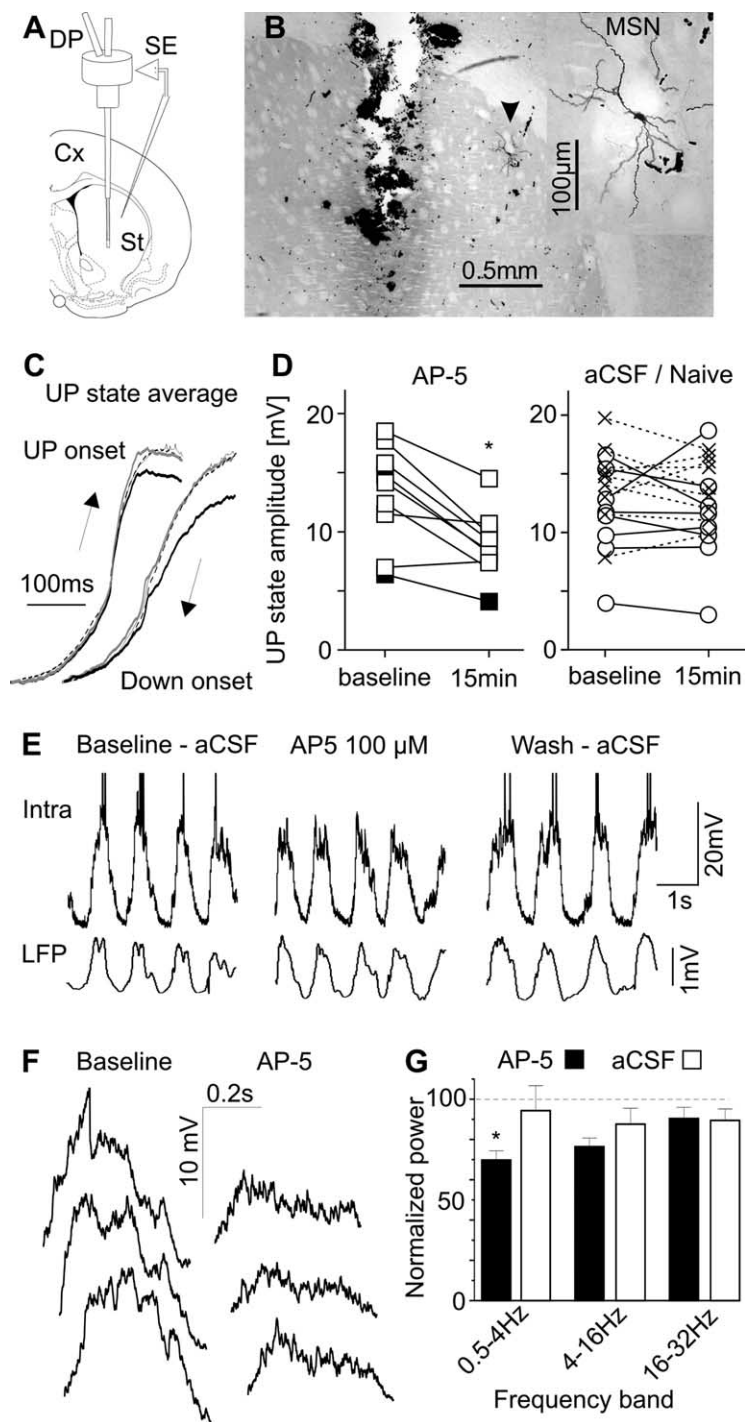 A
DP
SE
Cx
St
B
MSN
100µm
0.5mm
C
UP state average
UP onset
100ms
Down onset
D
AP-5
aCSF / Naive
UP state amplitude [mV]
20
10
0
*
baseline
15min
20
10
0
baseline
15min
E
Baseline - aCSF
AP5 100 µM
Wash - aCSF
Intra
20mV
1s
LFP
1mV
F
Baseline
AP-5
0.2s
10 mV
G
AP-5
aCSF
Normalized power
100
50
0
*
0.5-4Hz
4-16Hz
16-32Hz
Frequency band